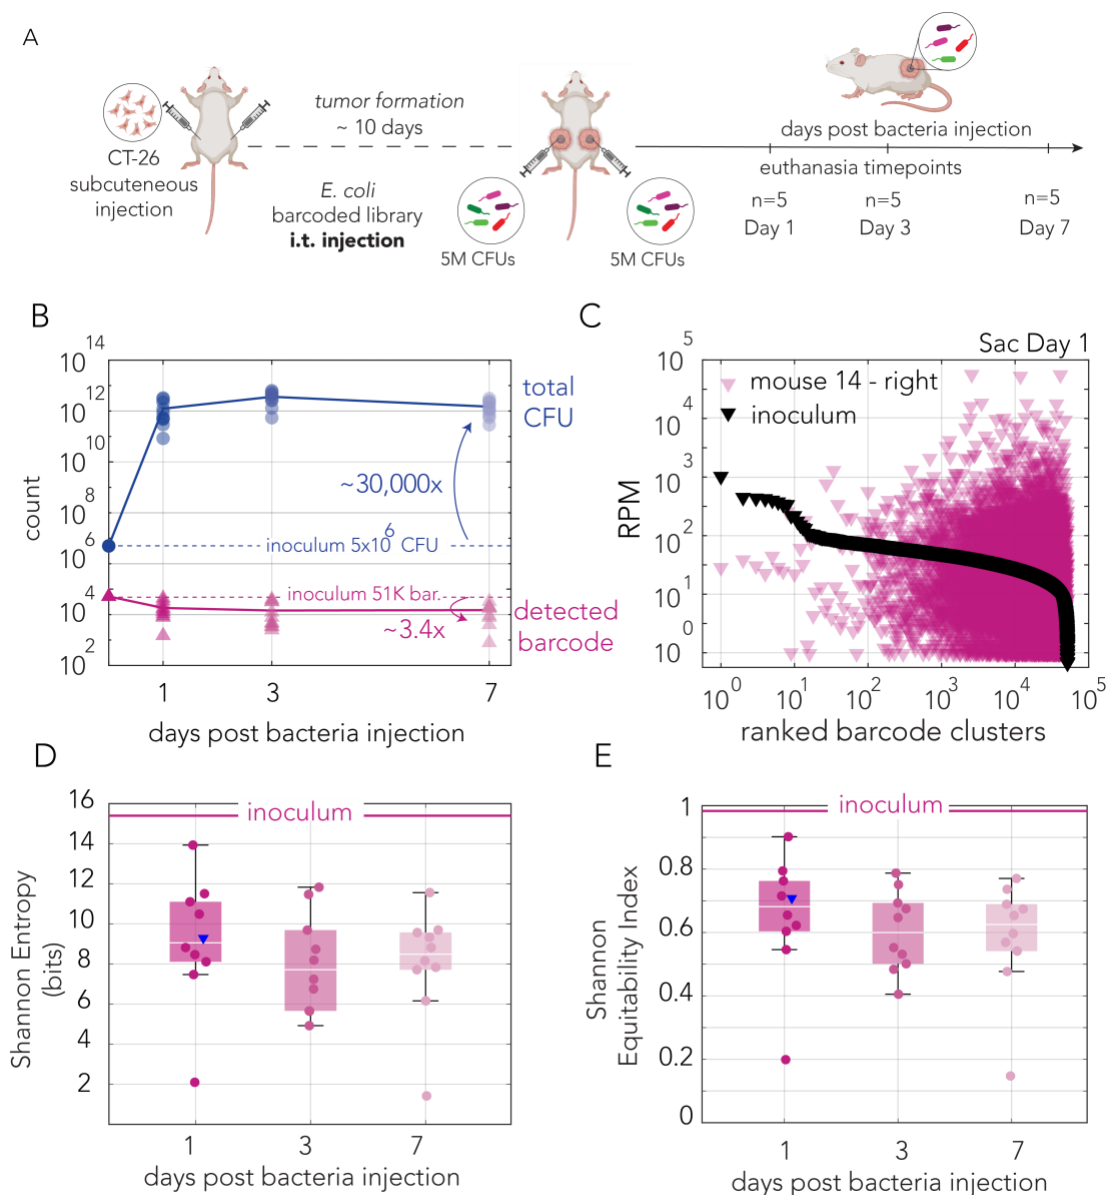 A
CT-26
subcuteneous
injection
tumor formation
~ 10 days
E. coli
barcoded library
i.t. injection
5M CFUs
5M CFUs
days post bacteria injection
euthanasia timepoints
n=5
Day 1
n=5
Day 3
n=5
Day 7
B
count
10^14
10^12
10^10
10^8
10^6
10^4
10^2
total
CFU
~30,000x
inoculum 5x10^6 CFU
inoculum 51K bar.
~3.4x
detected
barcode
1
3
7
days post bacteria injection
C
Sac Day 1
mouse 14 - right
inoculum
RPM
10^5
10^4
10^3
10^2
10^1
10^0
10^0
10^1
10^2
10^3
10^4
10^5
ranked barcode clusters
D
Shannon Entropy
(bits)
16
14
12
10
8
6
4
2
inoculum
1
3
7
days post bacteria injection
E
Shannon
Equitability Index
1
0.8
0.6
0.4
0.2
0
inoculum
1
3
7
days post bacteria injection